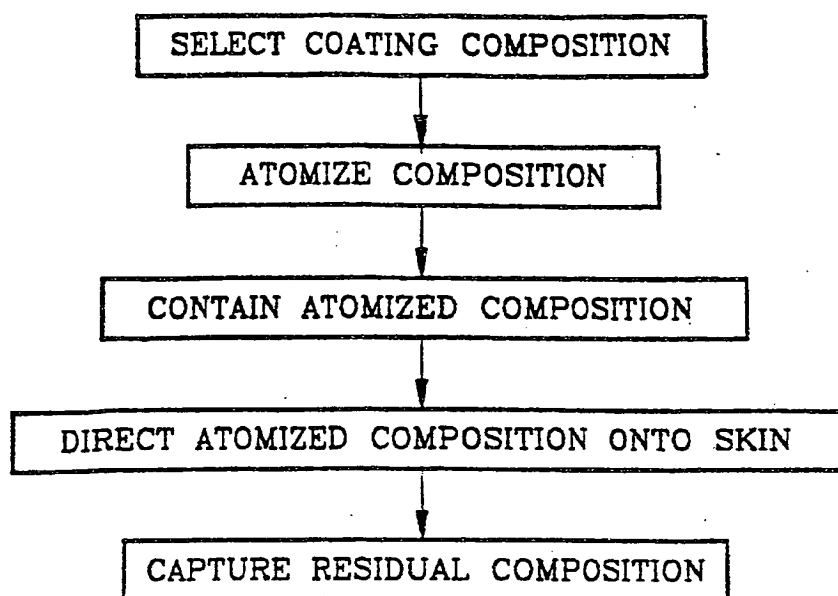 SELECT COATING COMPOSITION
ATOMIZE COMPOSITION
CONTAIN ATOMIZED COMPOSITION
DIRECT ATOMIZED COMPOSITION ONTO SKIN
CAPTURE RESIDUAL COMPOSITION